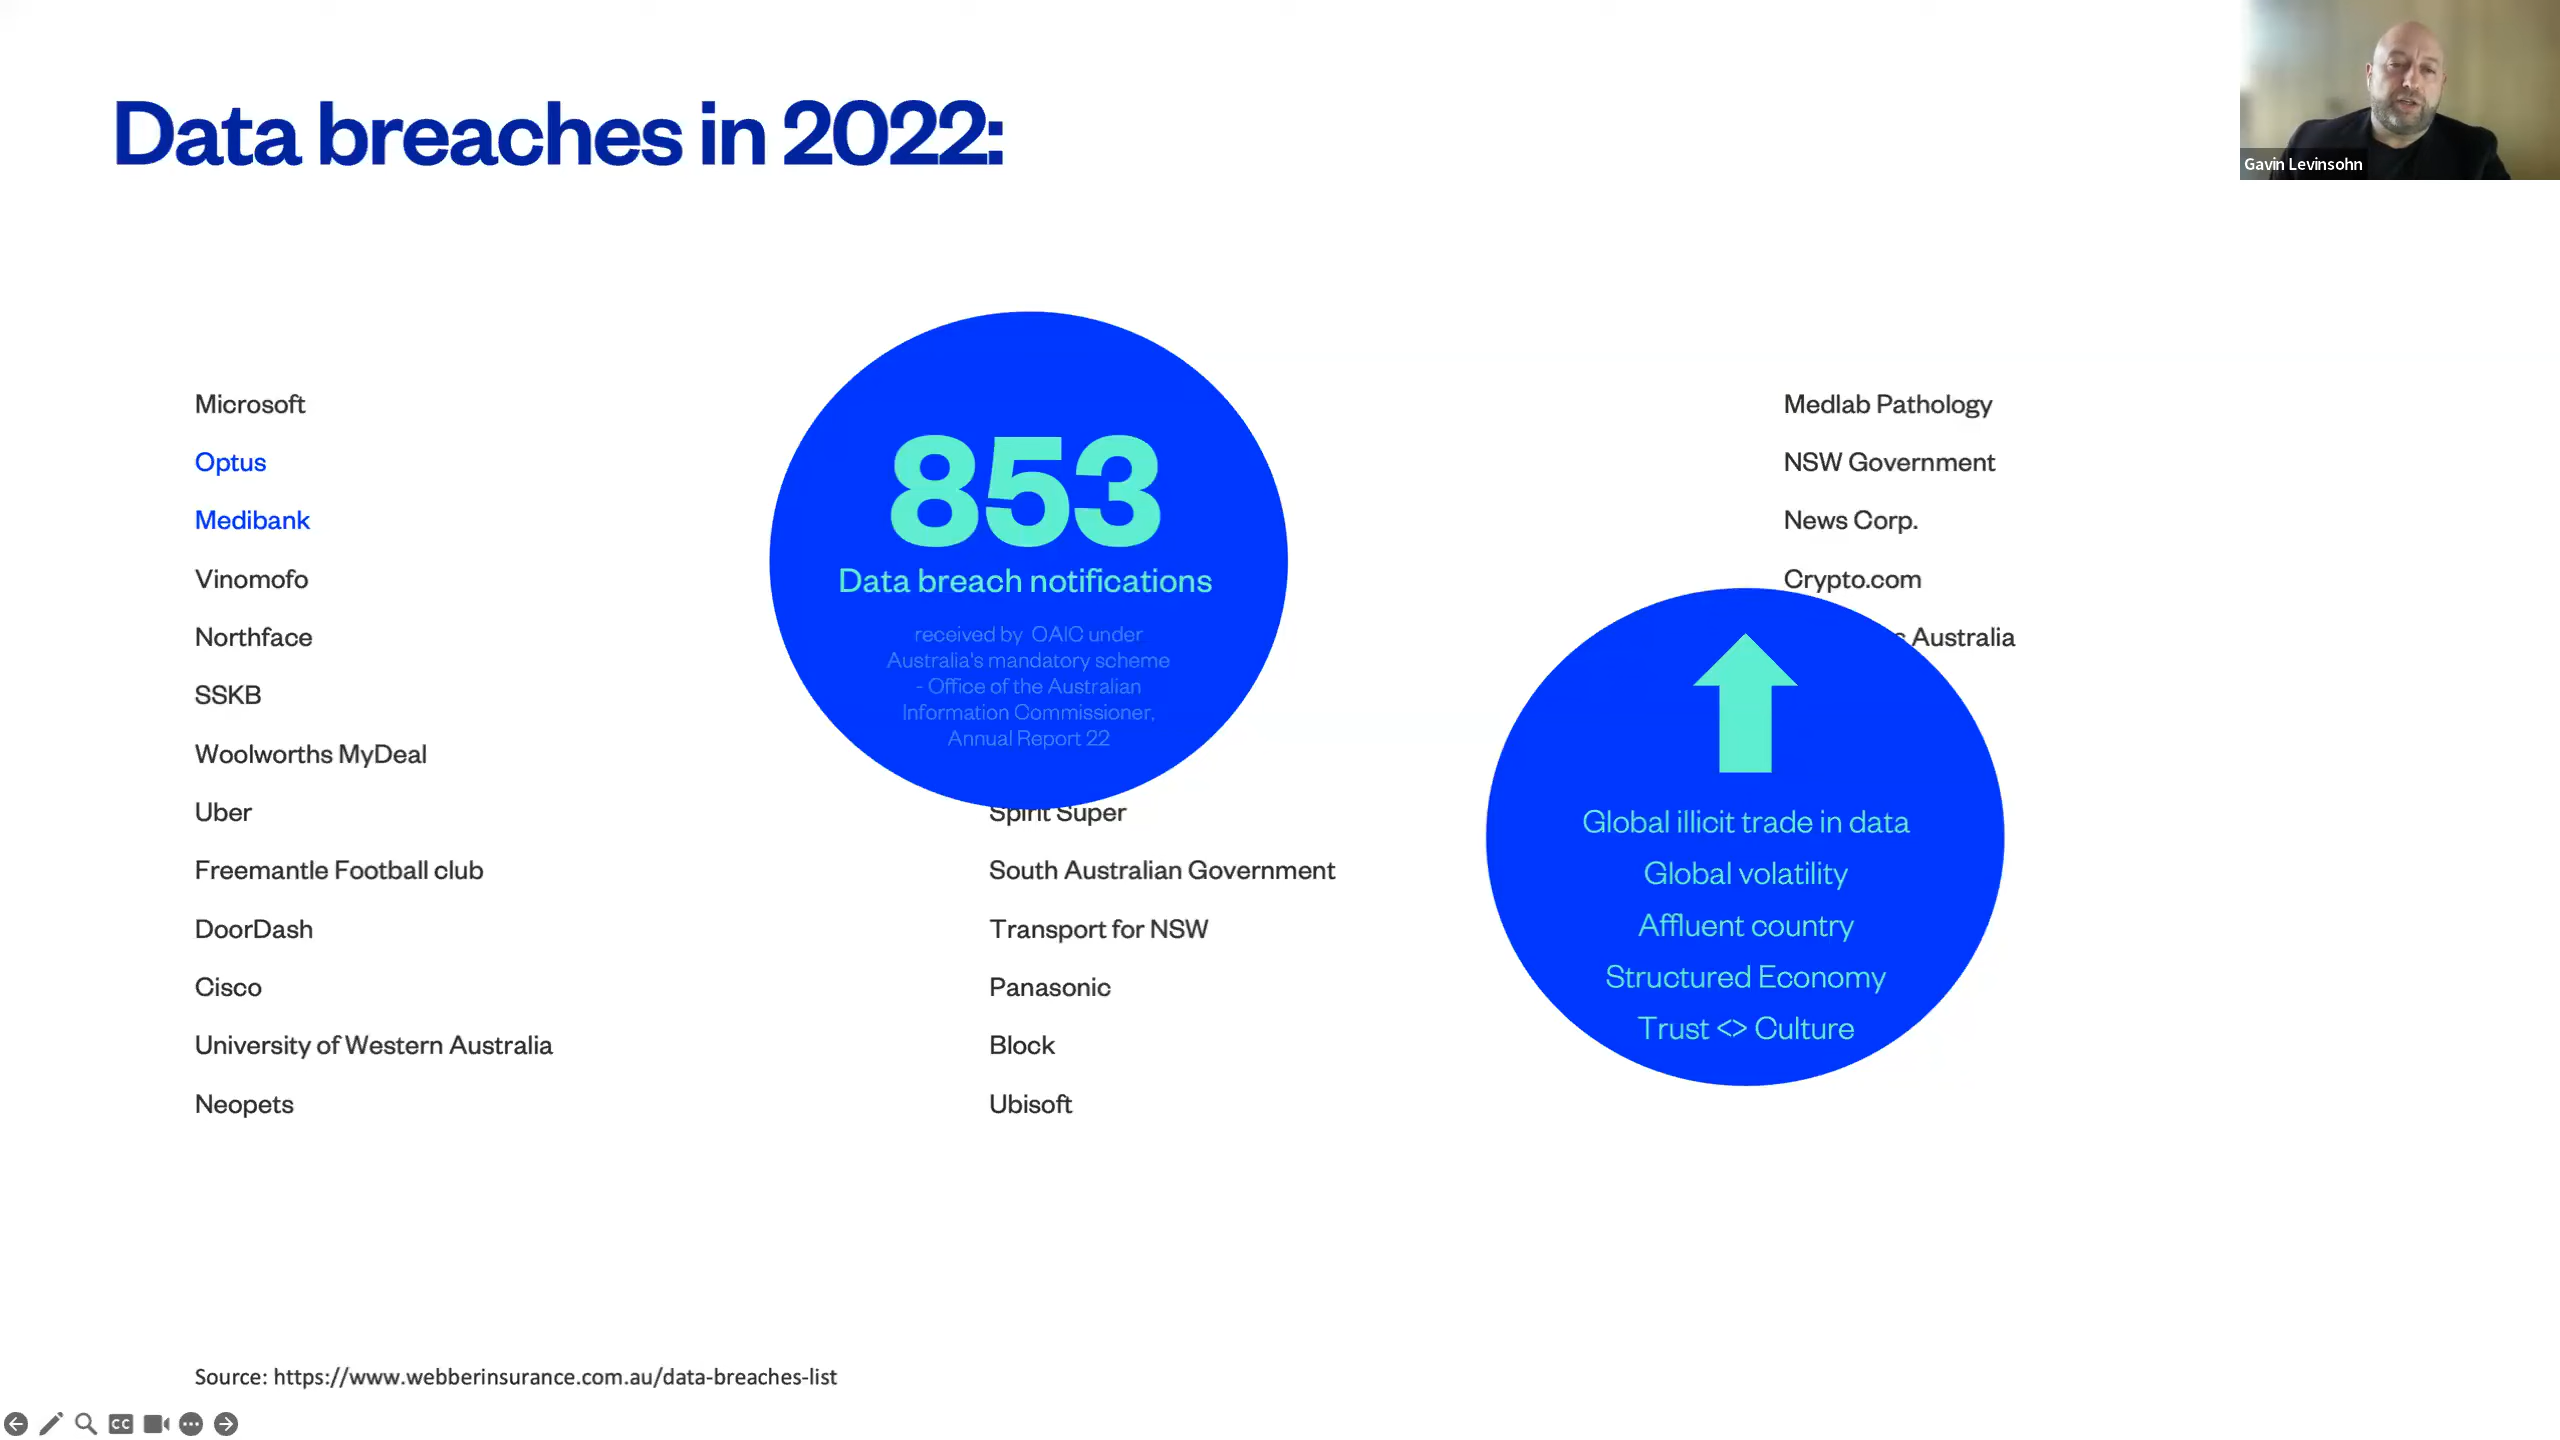 Data breaches in 2022:
Gavin Levinsohn
Microsoft
Optus
Medibank
Vinomofo
Northface
SSKB
Woolworths MyDeal
Uber
Freemantle Football club
DoorDash
Cisco
University of Western Australia
Neopets
853
Data breach notifications
received by OAIC under
Australia's mandatory scheme
- Office of the Australian
Information Commissioner,
Annual Report 22
Spirit Super
South Australian Government
Transport for NSW
Panasonic
Block
Ubisoft
Medlab Pathology
NSW Government
News Corp.
Crypto.com
Australia
Global illicit trade in data
Global volatility
Affluent country
Structured Economy
Trust <> Culture
Source: https://www.webberinsurance.com.au/data-breaches-list
CC